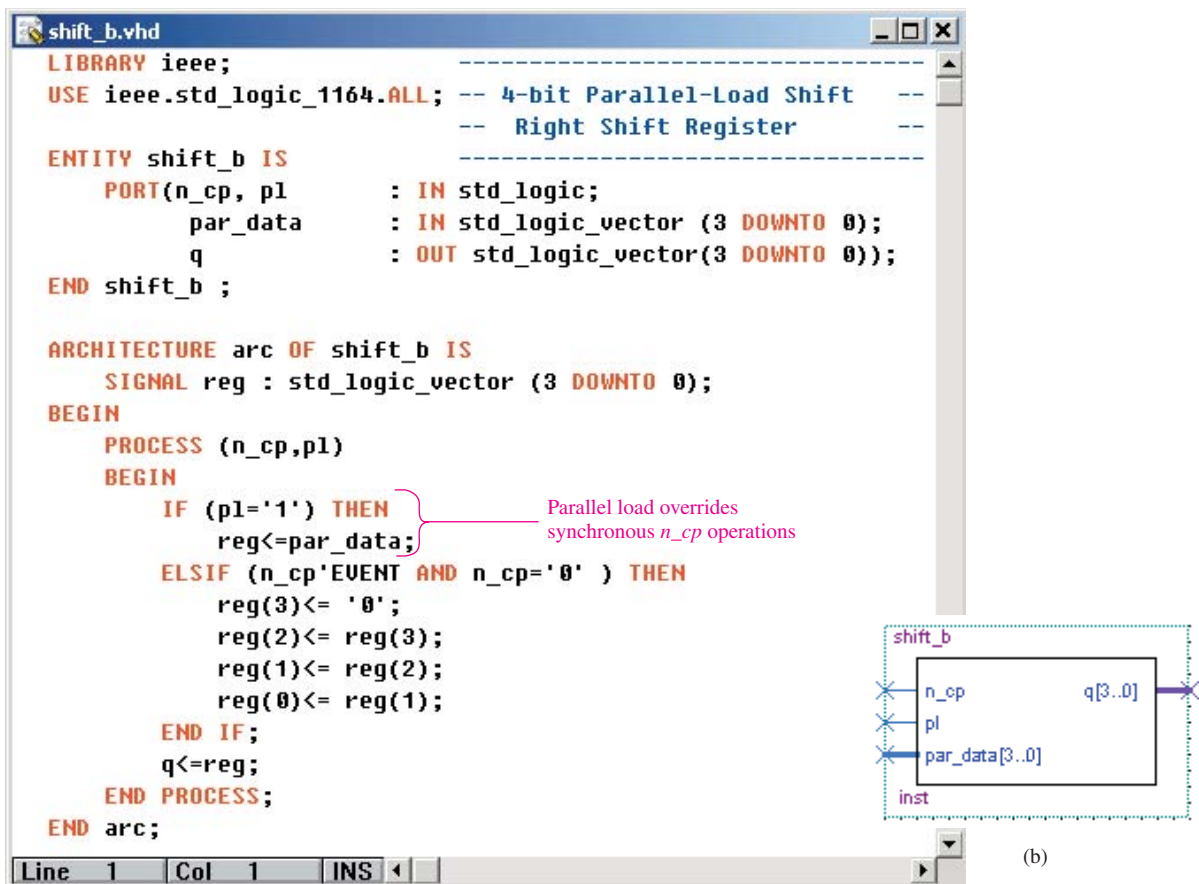 shift_b.vhd
LIBRARY ieee; --------------------------------
USE ieee.std_logic_1164.ALL; -- 4-bit Parallel-Load Shift --
-- Right Shift Register --
ENTITY shift_b IS --------------------------------
PORT(n_cp, pl : IN std_logic;
par_data : IN std_logic_vector (3 DOWNTO 0);
q : OUT std_logic_vector(3 DOWNTO 0));
END shift_b ;
ARCHITECTURE arc OF shift_b IS
SIGNAL reg : std_logic_vector (3 DOWNTO 0);
BEGIN
PROCESS (n_cp,pl)
BEGIN
IF (pl='1') THEN
reg<=par_data;
Parallel load overrides
synchronous n_cp operations
ELSIF (n_cp'EVENT AND n_cp='0' ) THEN
reg(3)<= '0';
reg(2)<= reg(3);
reg(1)<= reg(2);
reg(0)<= reg(1);
END IF;
q<=reg;
END PROCESS;
END arc;
Line 1 Col 1 INS
shift_b
n_cp q[3..0]
pl
par_data[3..0]
inst
(b)